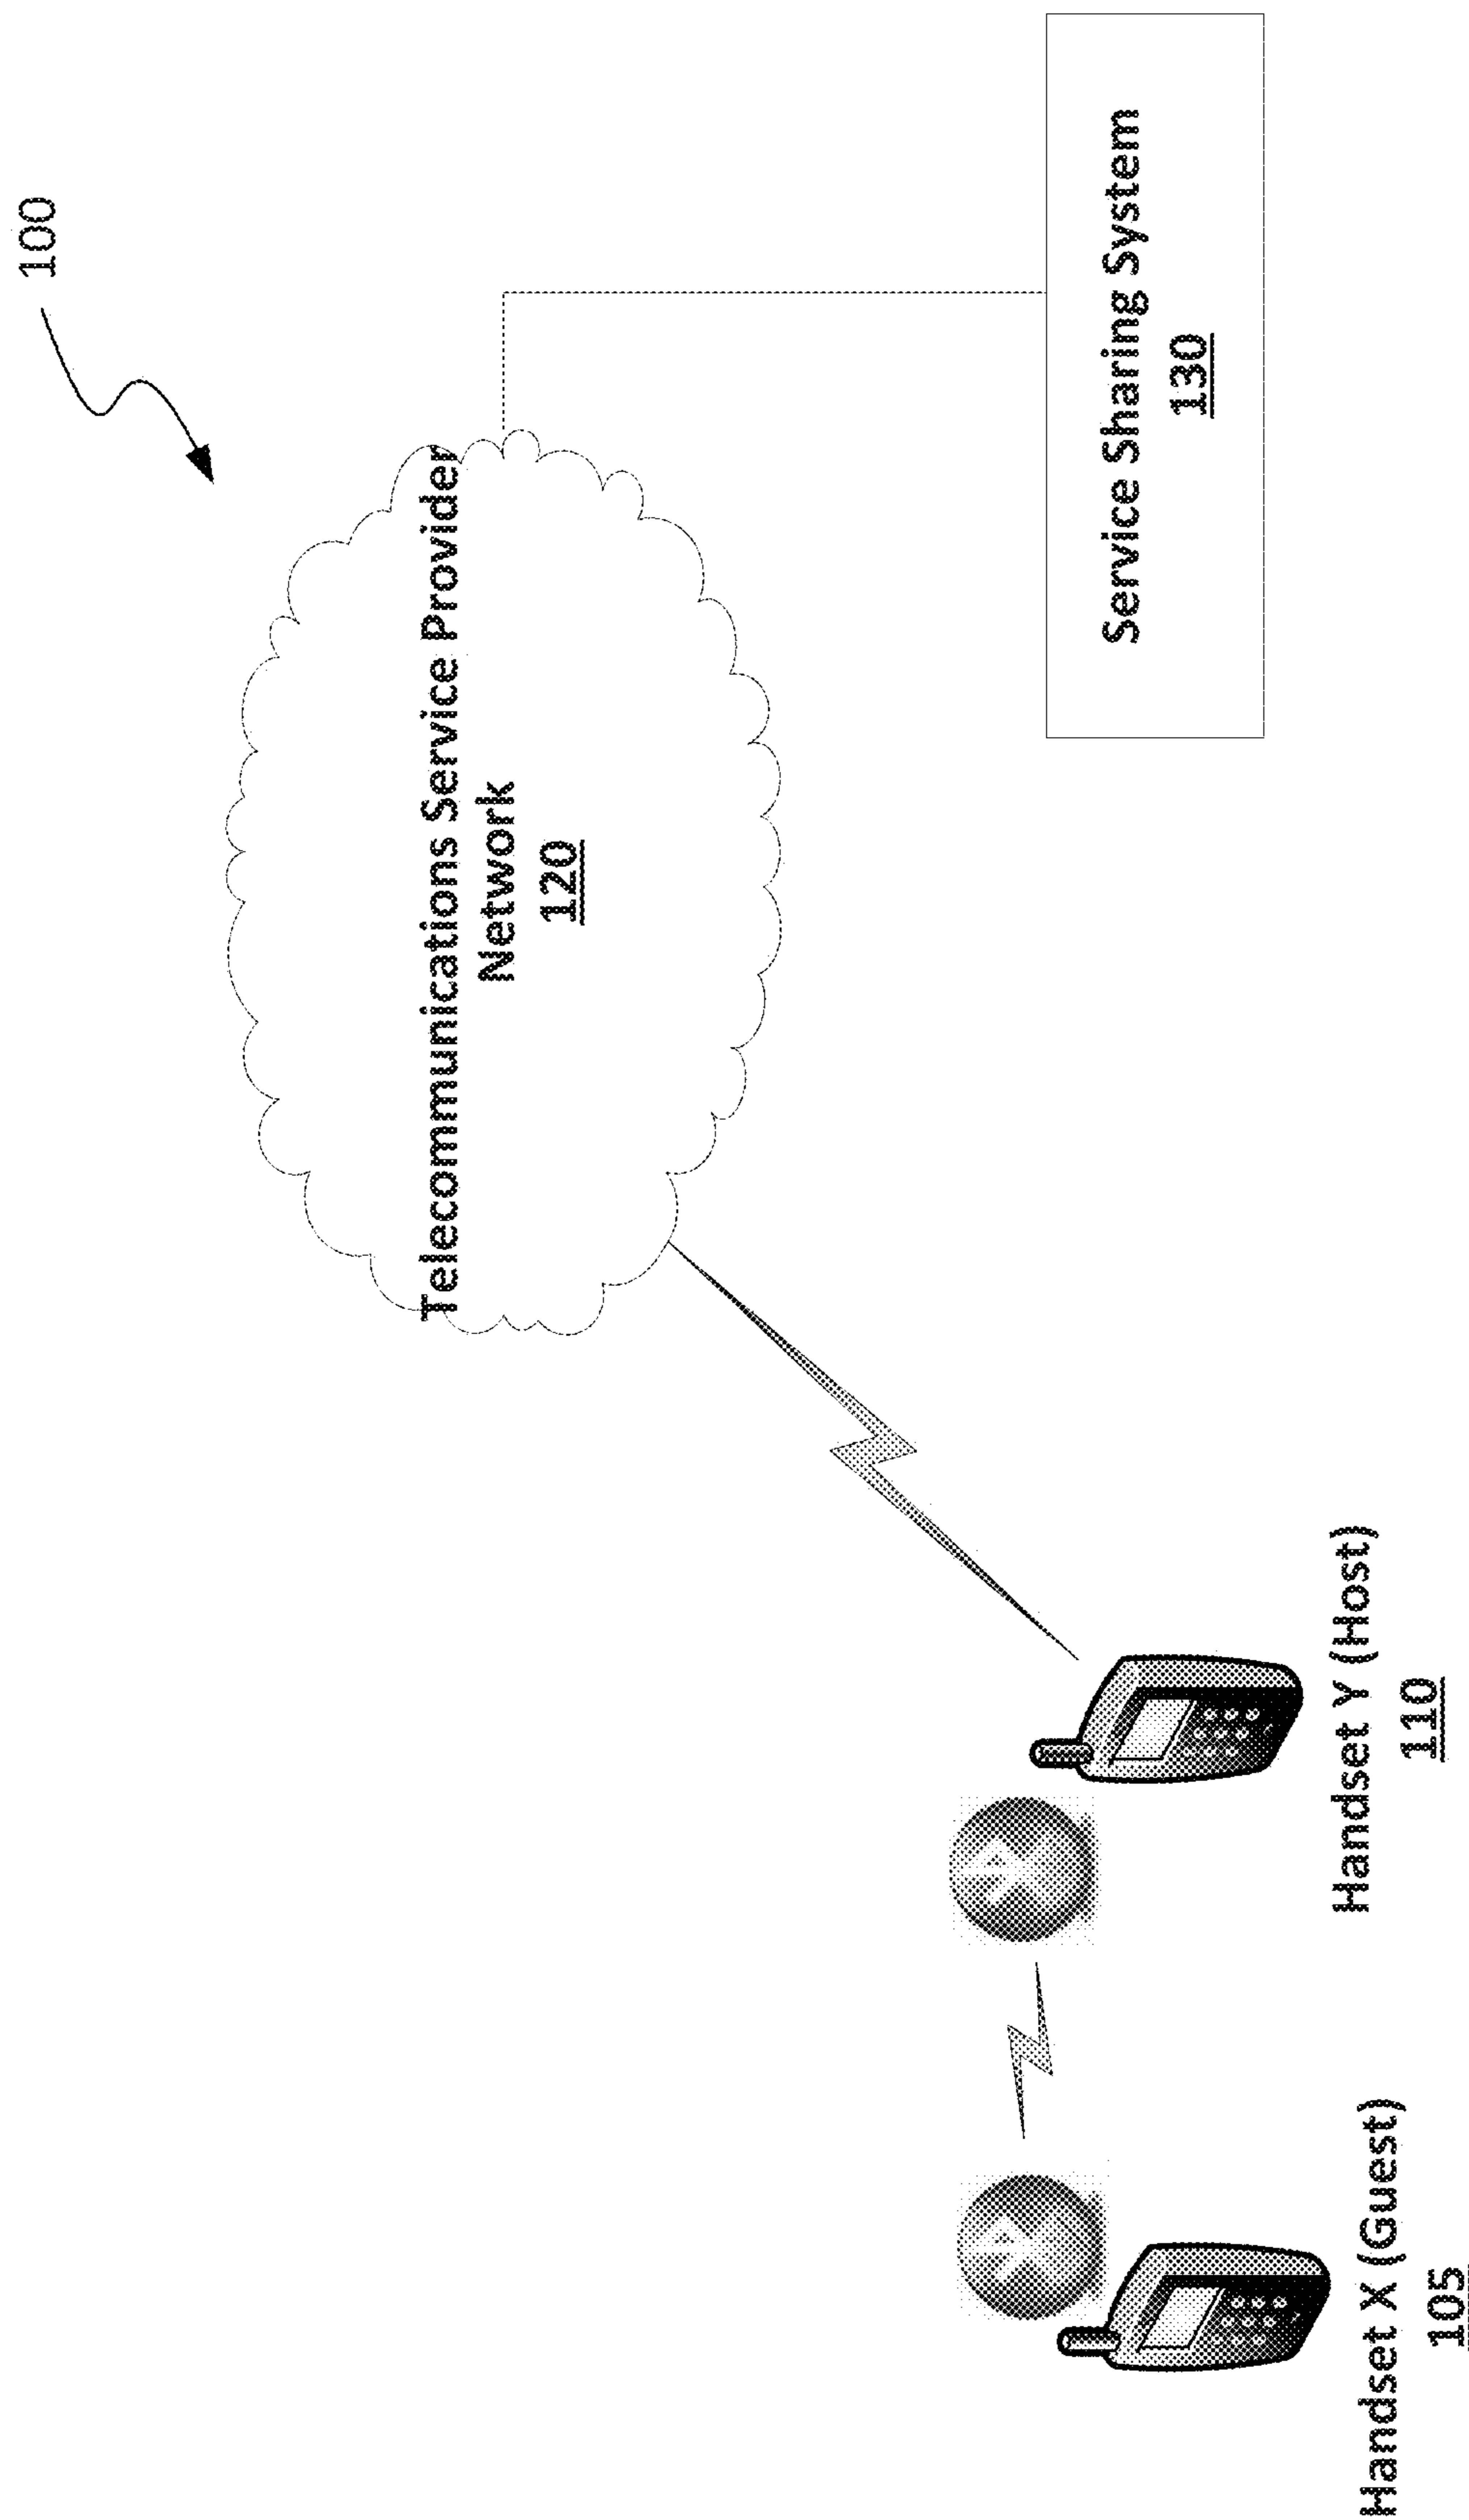 100
Telecommunications Service Provider
Network
120
Service Sharing System
130
Handset Y (Host)
110
Handset X (Guest)
105